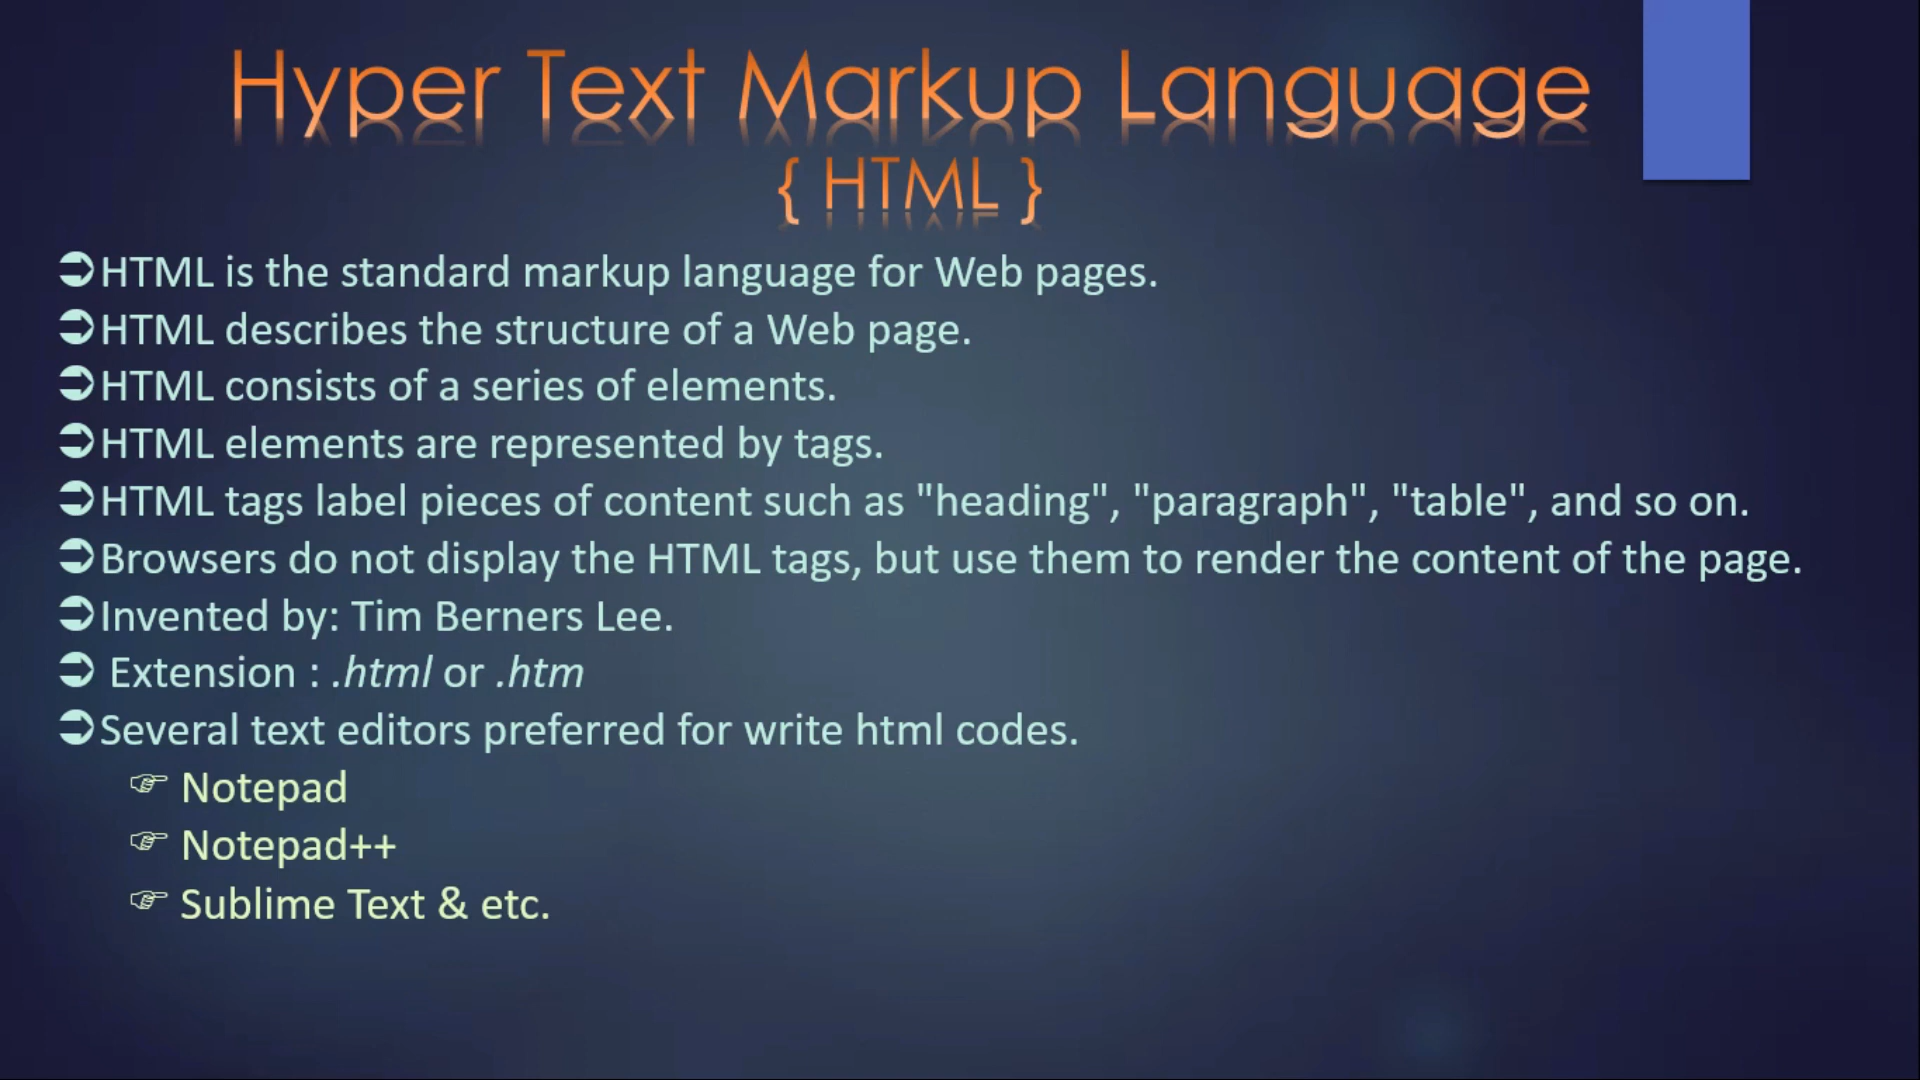 Hyper Text Markup Language
{ HTML }
➲HTML is the standard markup language for Web pages.
➲HTML describes the structure of a Web page.
➲HTML consists of a series of elements.
➲HTML elements are represented by tags.
➲HTML tags label pieces of content such as "heading", "paragraph", "table", and so on.
➲Browsers do not display the HTML tags, but use them to render the content of the page.
➲Invented by: Tim Berners Lee.
➲ Extension : .html or .htm
➲Several text editors preferred for write html codes.
☞ Notepad
☞ Notepad++
☞ Sublime Text & etc.